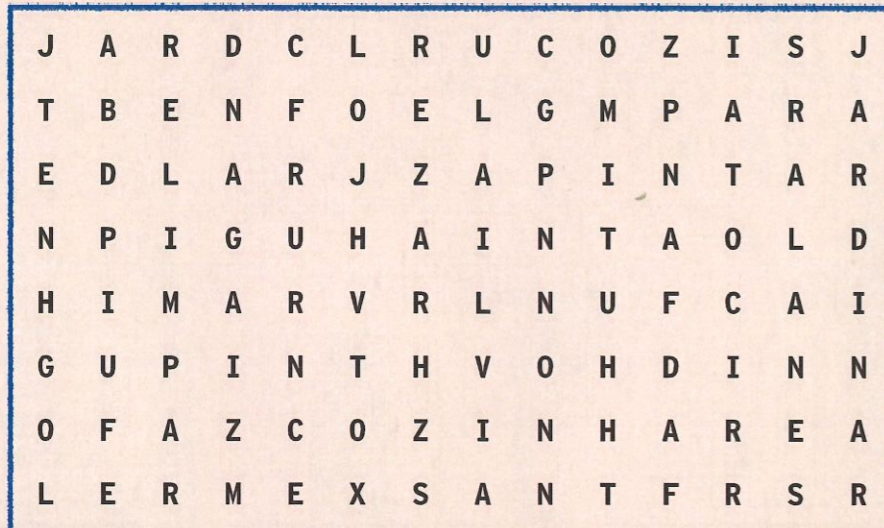 J A R D C L R U C O Z I S J
T B E N F O E L G M P A R A
E D L A R J Z A P I N T A R
N P I G U H A I N T A O L D
H I M A R V R L N U F C A I
G U P I N T H V O H D I N N
O F A Z C O Z I N H A R E A
L E R M E X S A N T F R S R